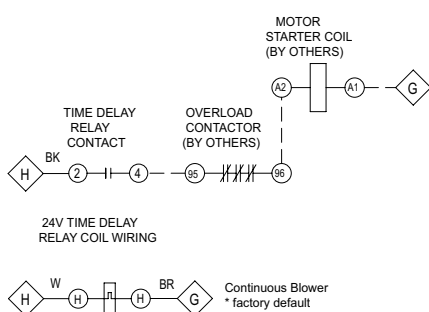 MOTOR
STARTER COIL
(BY OTHERS)
A2
A1
G
TIME DELAY
RELAY
CONTACT
OVERLOAD
CONTACTOR
(BY OTHERS)
H
BK
2
4
95
96
24V TIME DELAY
RELAY COIL WIRING
H
W
H
H
BR
G
Continuous Blower
* factory default